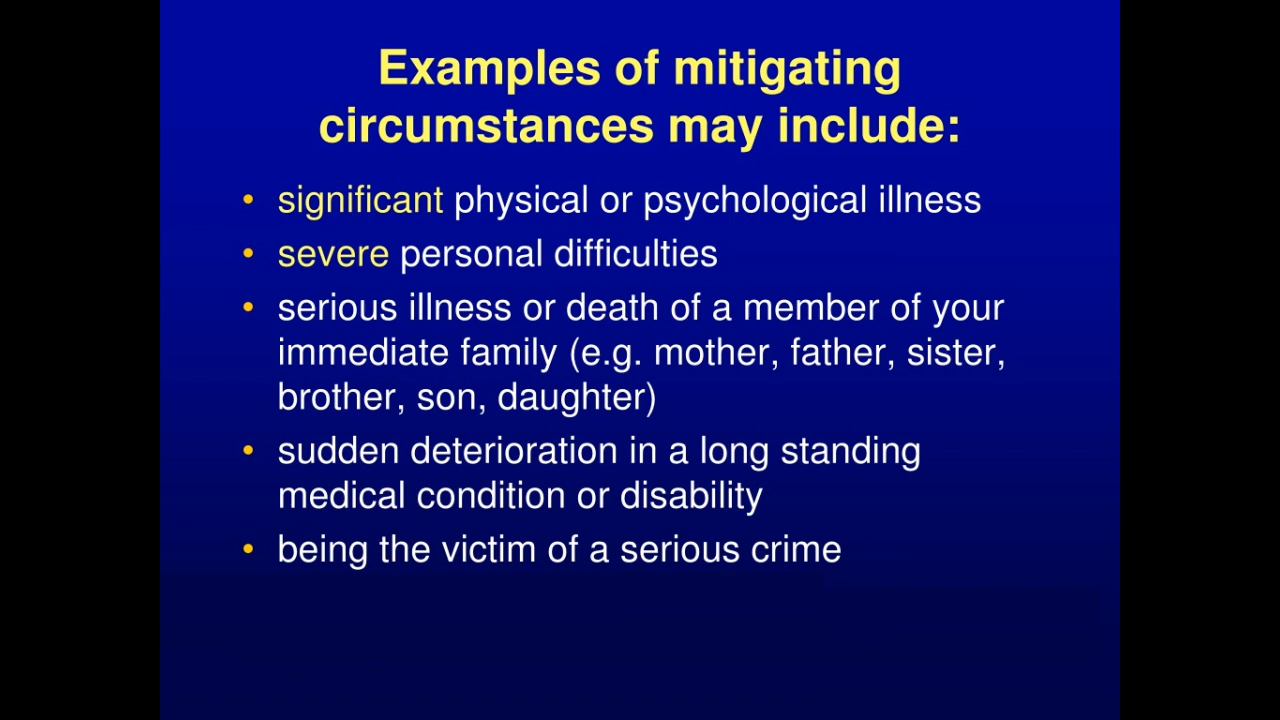 Examples of mitigating
circumstances may include:
• significant physical or psychological illness
• severe personal difficulties
• serious illness or death of a member of your
immediate family (e.g. mother, father, sister,
brother, son, daughter)
• sudden deterioration in a long standing
medical condition or disability
• being the victim of a serious crime